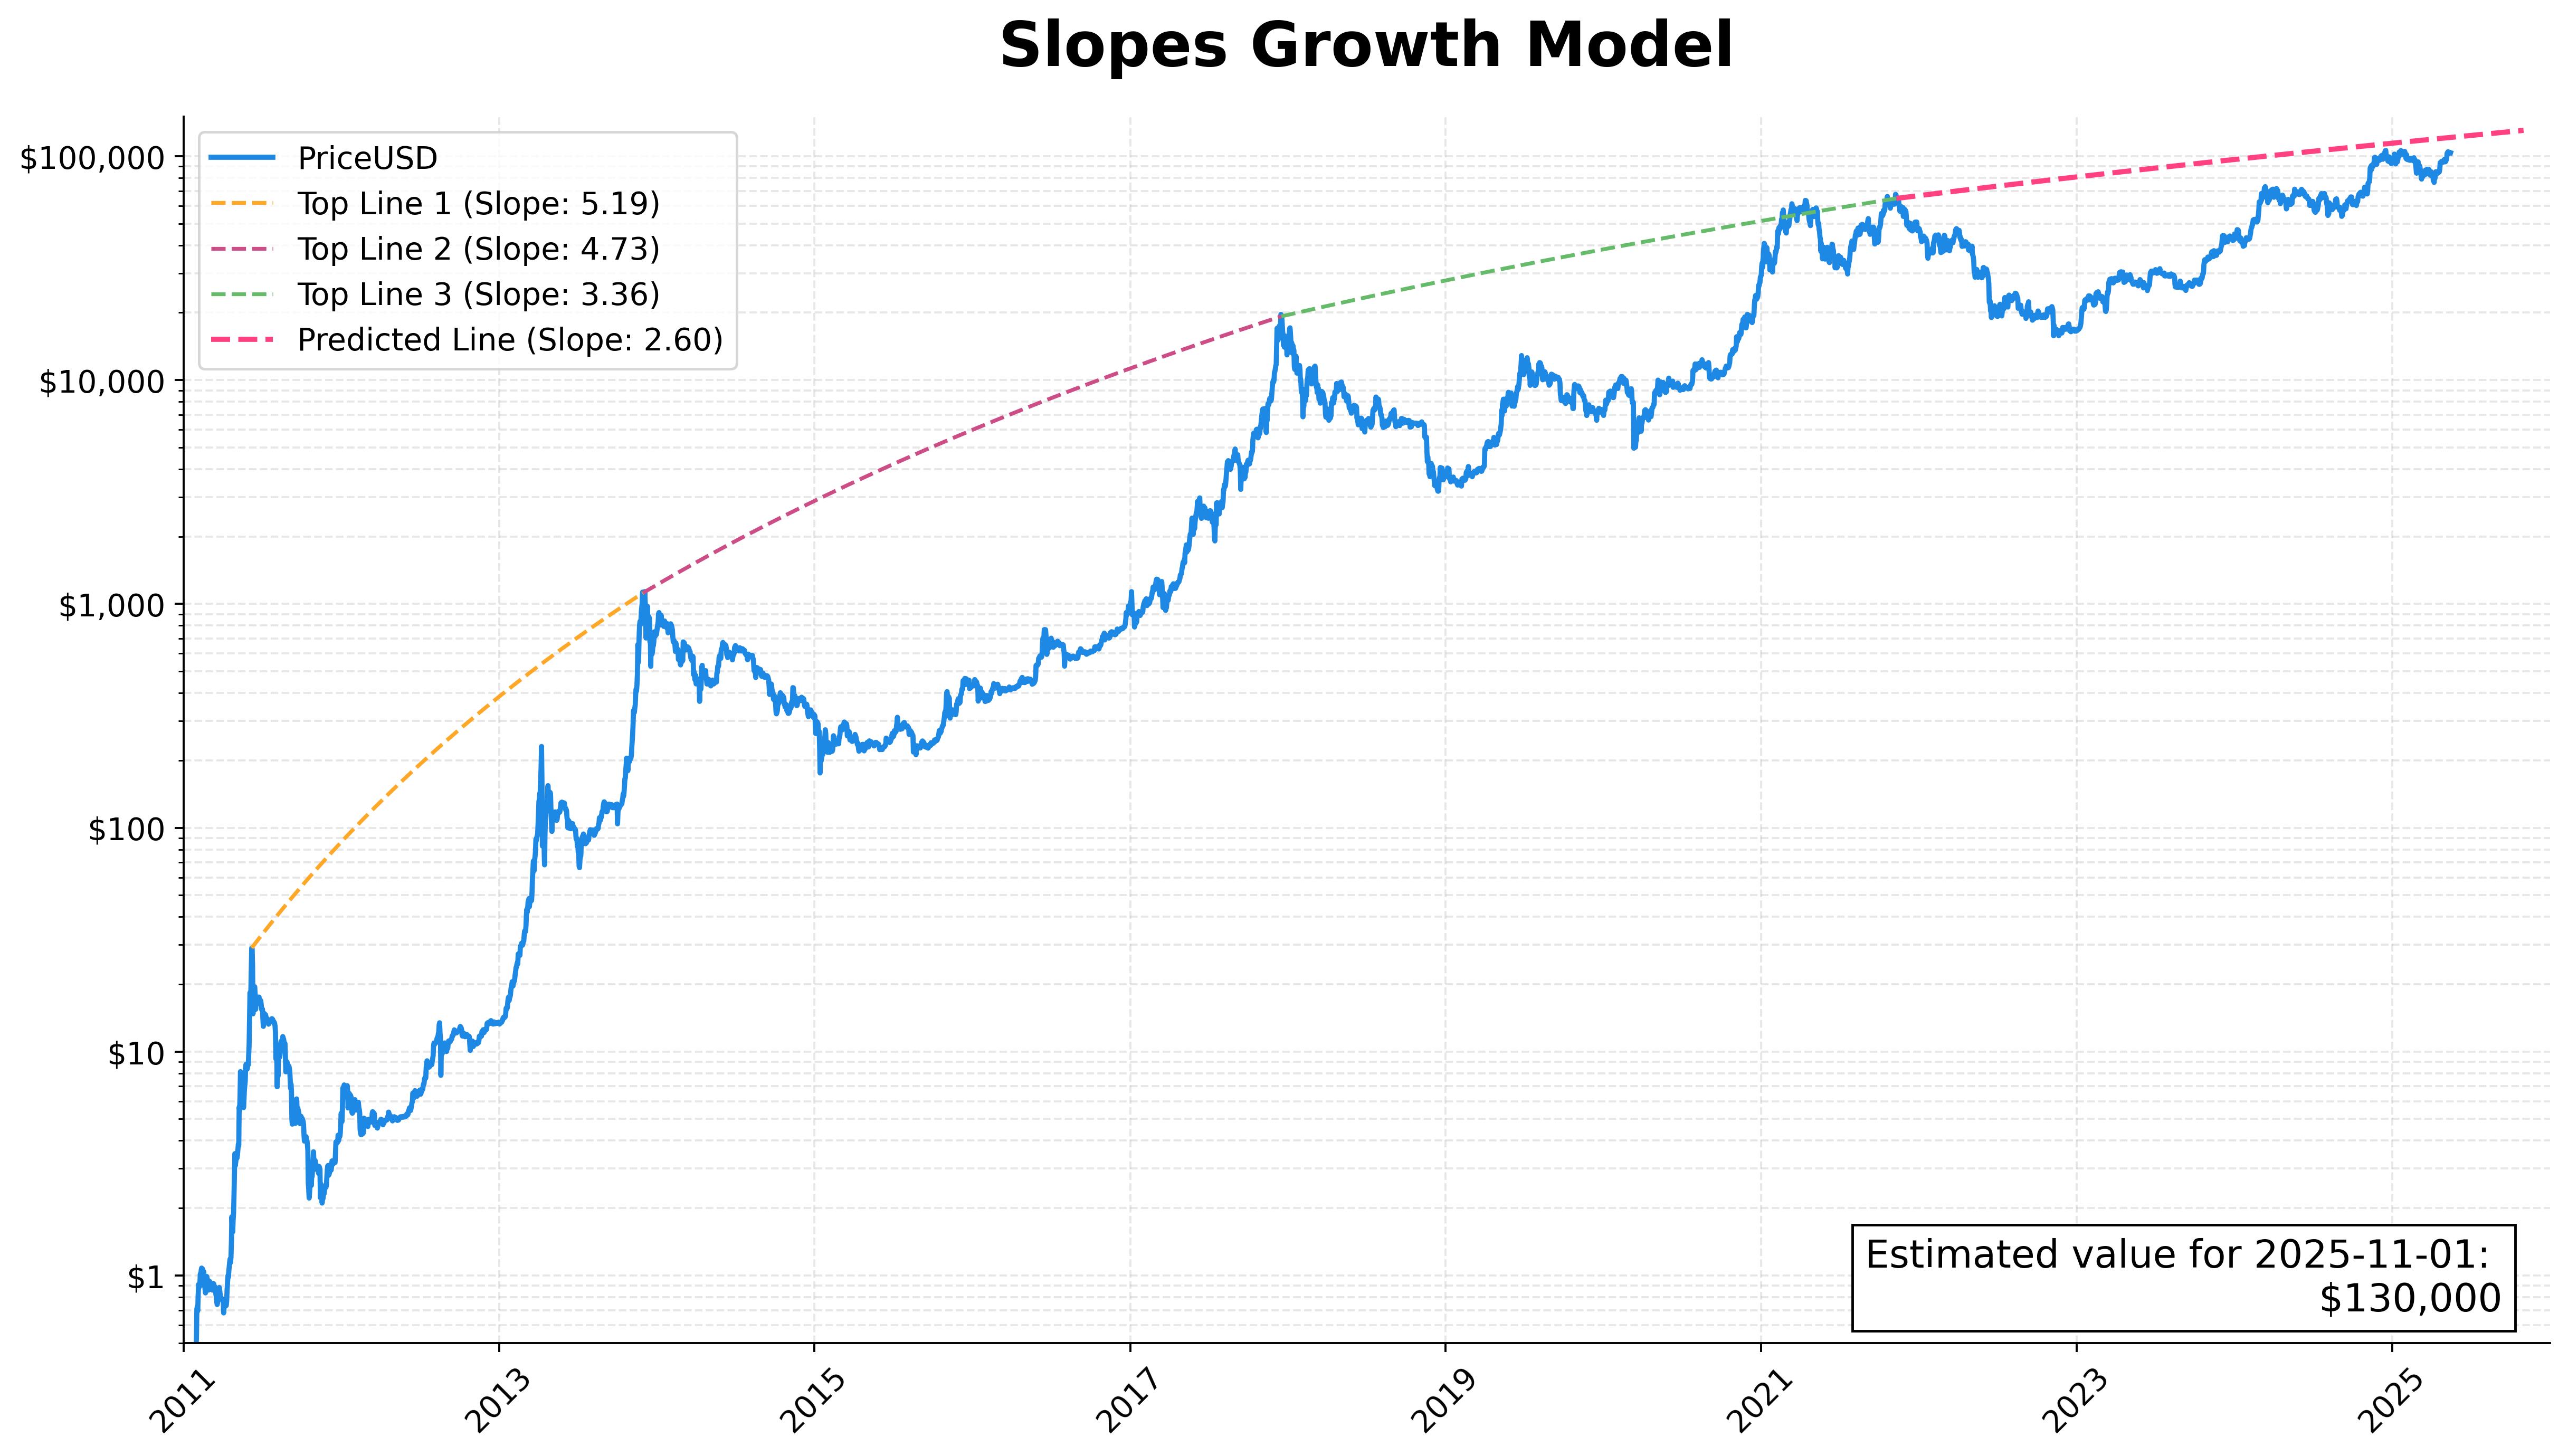 Slopes Growth Model
PriceUSD
Top Line 1 (Slope: 5.19)
Top Line 2 (Slope: 4.73)
Top Line 3 (Slope: 3.36)
Predicted Line (Slope: 2.60)
$100,000
$10,000
$1,000
$100
$10
$1
Estimated value for 2025-11-01:
$130,000
2011
2013
2015
2017
2019
2021
2023
2025